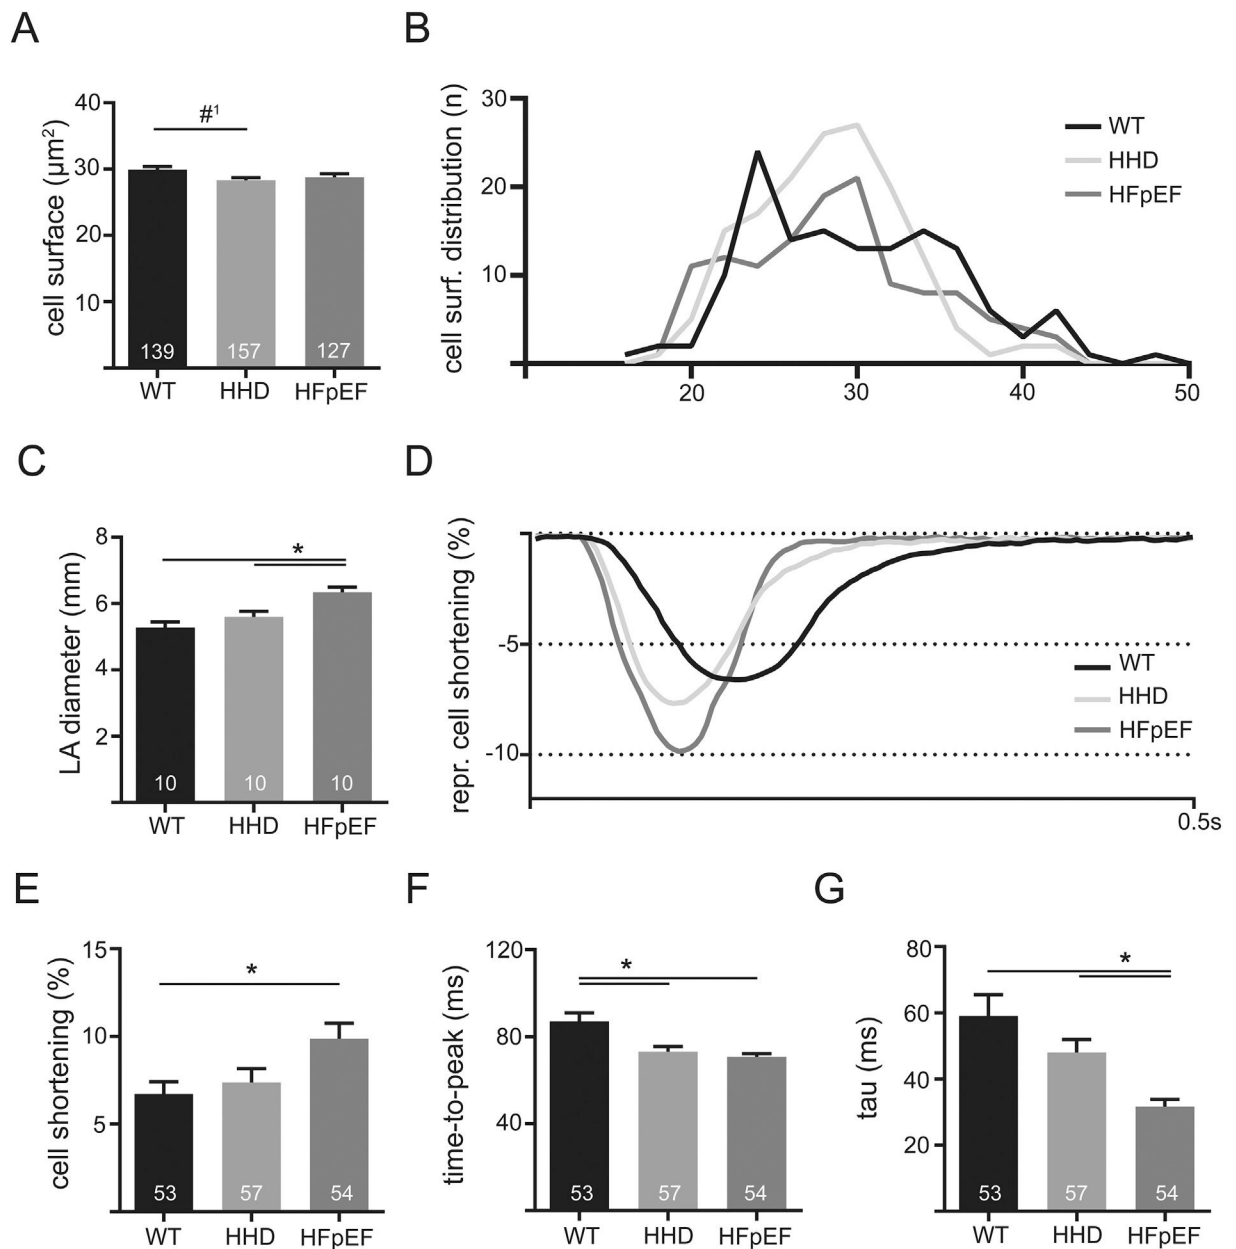 A
cell surface (µm²)
40
30
20
10
#¹
139
157
127
WT
HHD
HFpEF
B
cell surf. distribution (n)
30
20
10
WT
HHD
HFpEF
20
30
40
50
C
LA diameter (mm)
8
6
4
2
*
10
10
10
WT
HHD
HFpEF
D
repr. cell shortening (%)
-5
-10
WT
HHD
HFpEF
0.5s
E
cell shortening (%)
15
10
5
*
53
57
54
WT
HHD
HFpEF
F
time-to-peak (ms)
120
80
40
*
53
57
54
WT
HHD
HFpEF
G
tau (ms)
80
60
40
20
*
53
57
54
WT
HHD
HFpEF